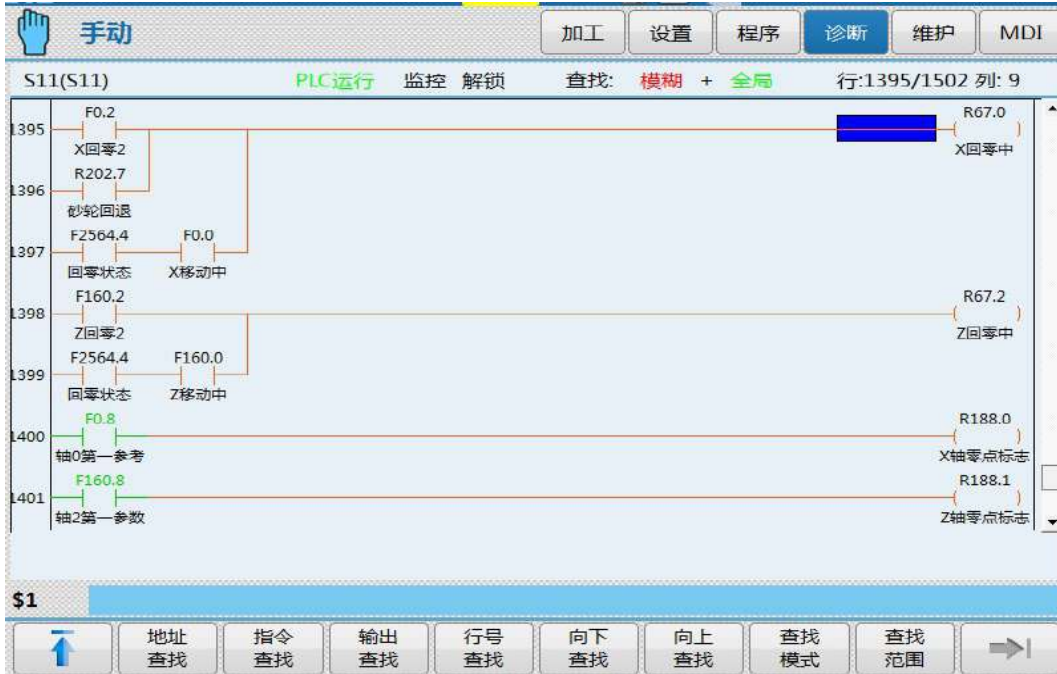 手动 加工 设置 程序 诊断 维护 MDI
S11(S11) PLC运行 监控 解锁 查找: 模糊 + 全局 行:1395/1502 列: 9
F0.2 R67.0
1395
X回零2 X回零中
R202.7
1396
砂轮回退
F2564.4 F0.0
1397
回零状态 X移动中
F160.2 R67.2
1398
Z回零2 Z回零中
F2564.4 F160.0
1399
回零状态 Z移动中
F0.8 R188.0
1400
轴0第一参考 X轴零点标志
F160.8 R188.1
1401
轴2第一参数 Z轴零点标志
$1
地址 指令 输出 行号 向下 向上 查找 查找
查找 查找 查找 查找 查找 查找 模式 范围